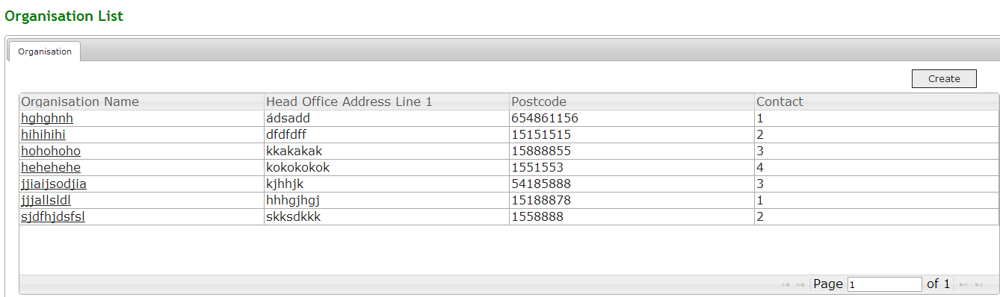 Organisation List
Organisation
Create
Organisation Name Head Office Address Line 1 Postcode Contact
hghghnh ádsadd 654861156 1
hihihihi dfdfdff 15151515 2
hohohoho kkakakak 15888855 3
hehehehe kokokokok 1551553 4
jjiaijsodjia kjhhjk 54185888 3
jjjallsldl hhhgjhgj 15188878 1
sjdfhjdsfsl skksdkkk 1558888 2
Page 1 of 1